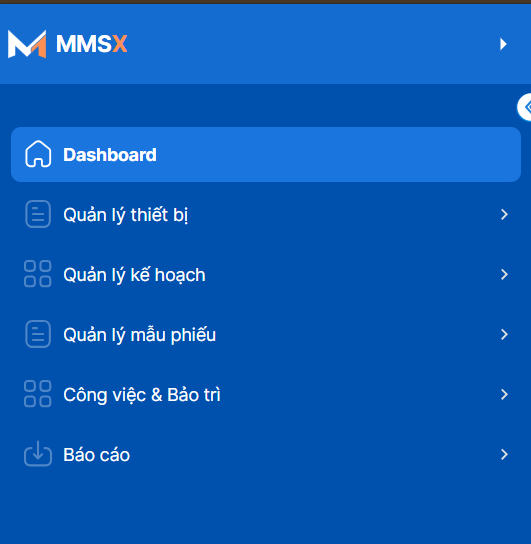 MMSX
Dashboard
Quản lý thiết bị
Quản lý kế hoạch
Quản lý mẫu phiếu
Công việc & Bảo trì
Báo cáo